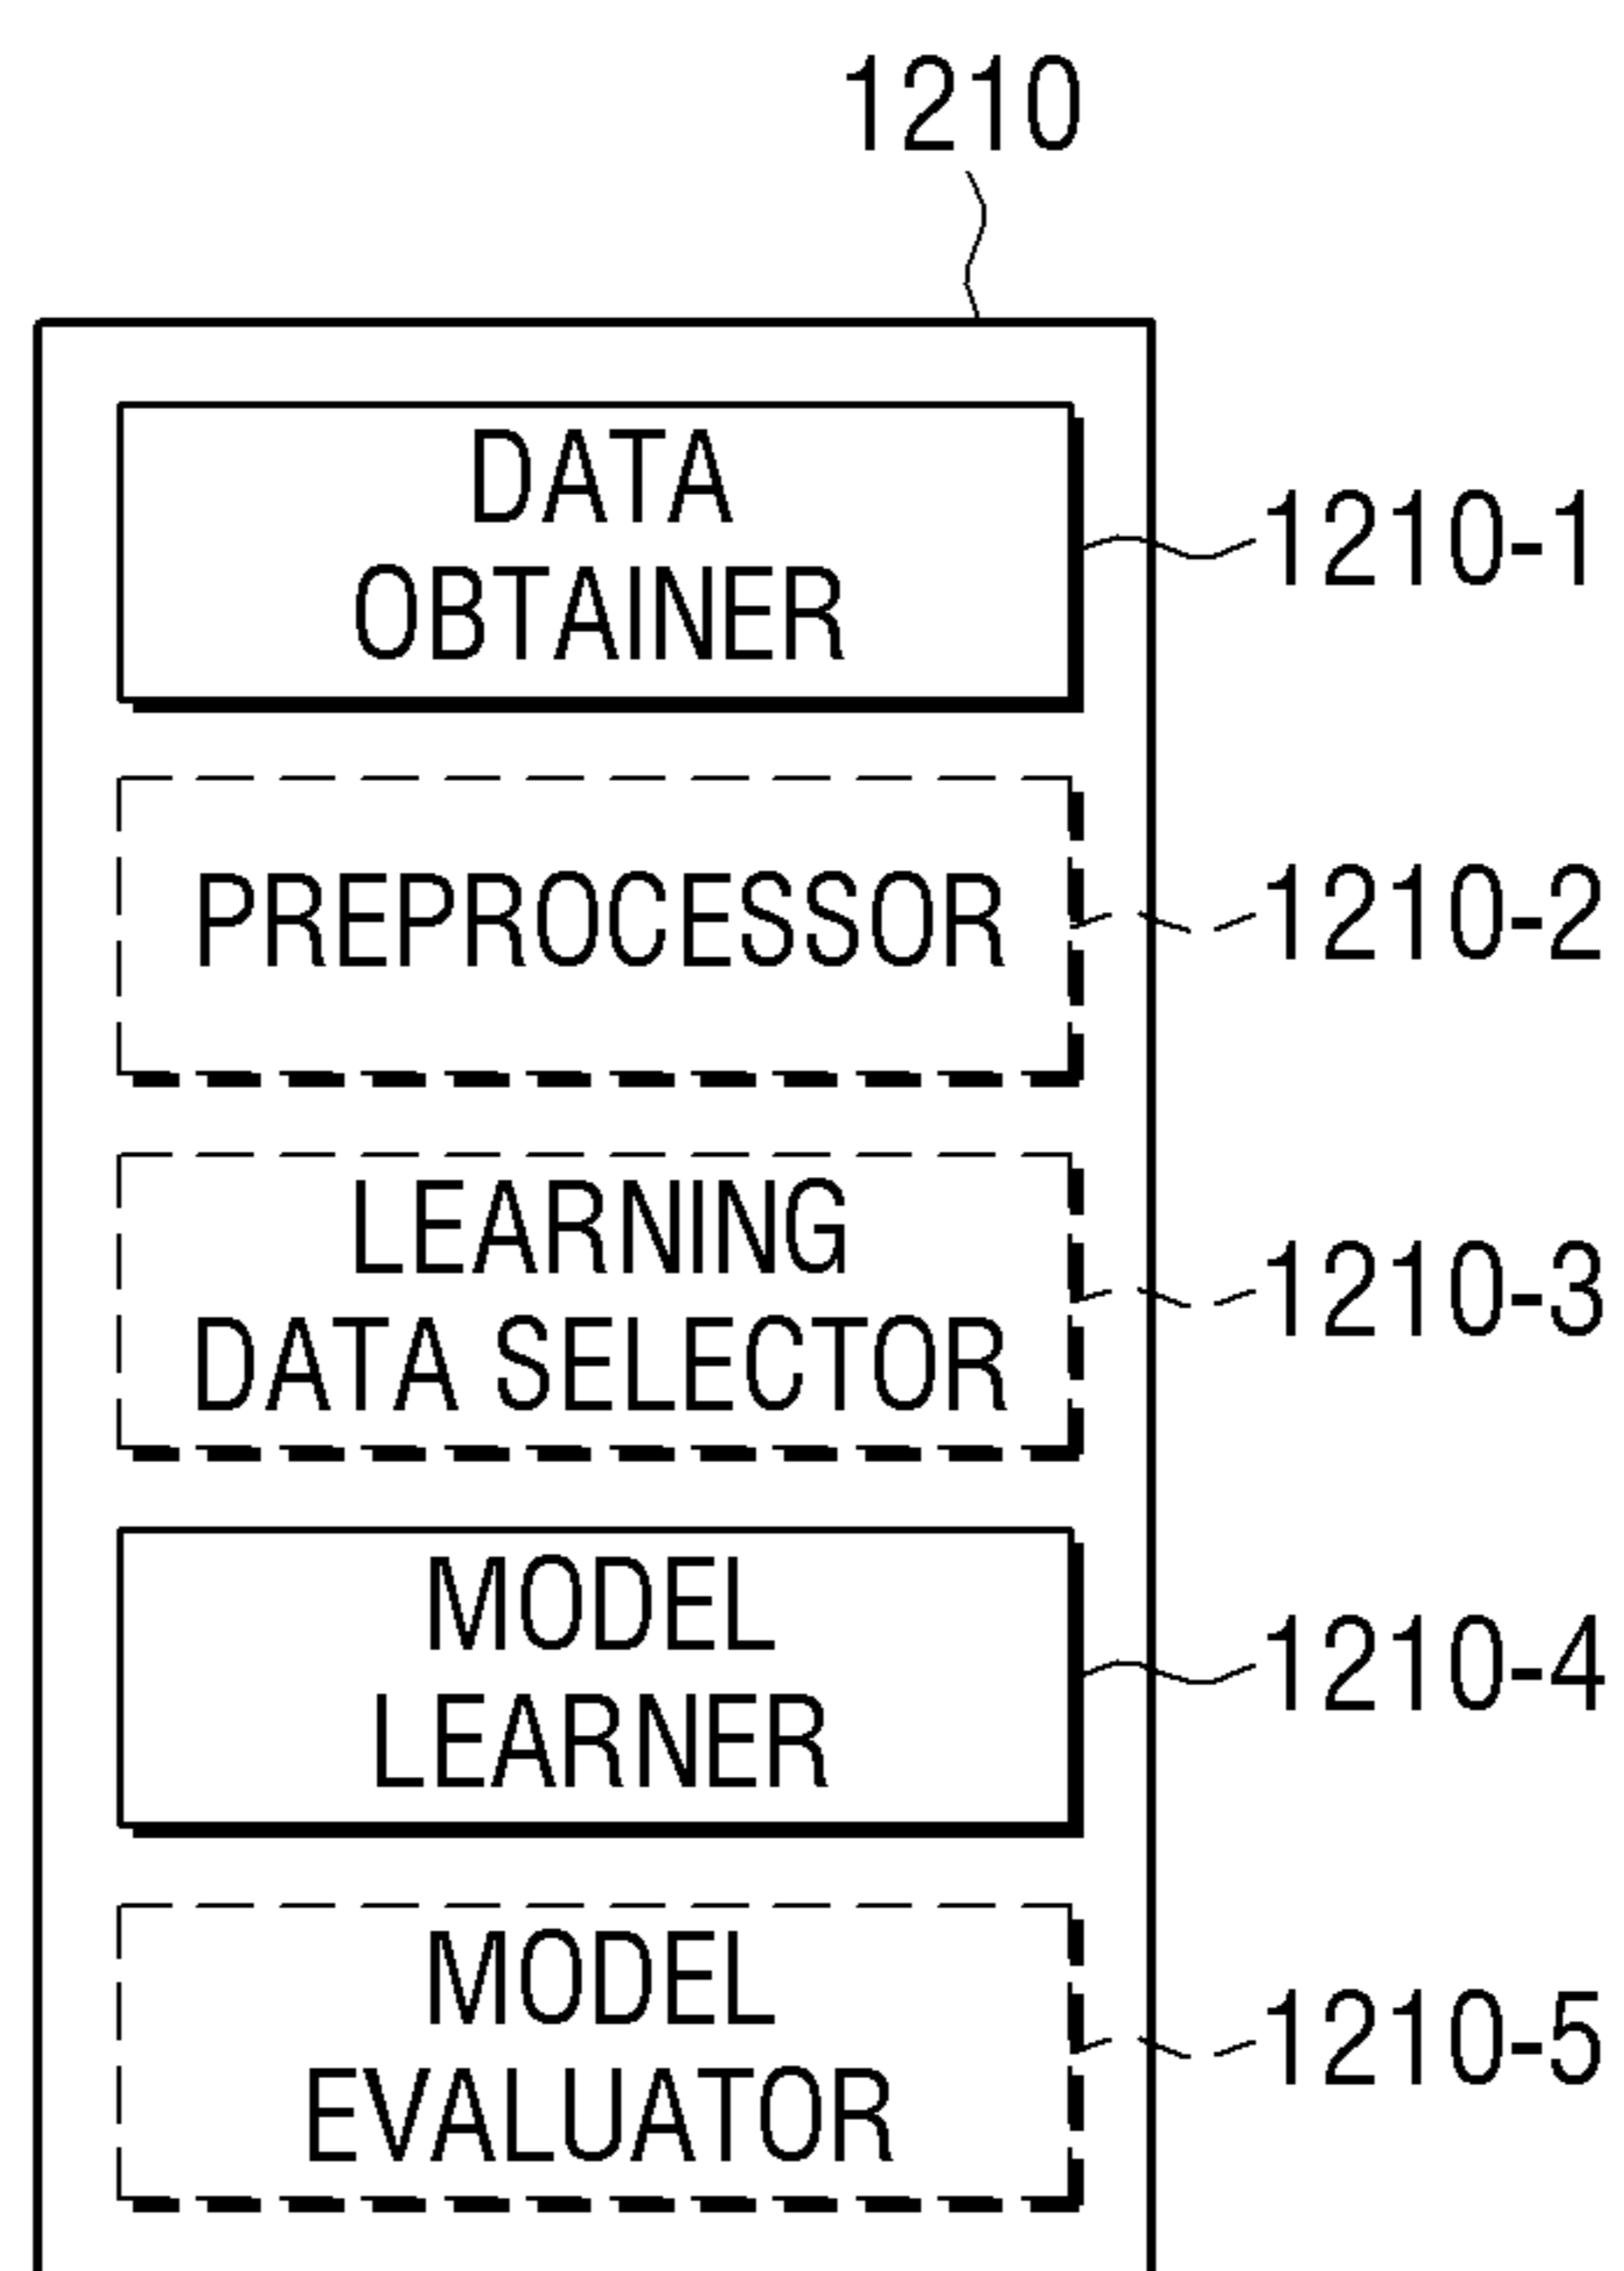 1210
DATA
OBTAINER
1210-1
PREPROCESSOR
1210-2
LEARNING
DATA SELECTOR
1210-3
MODEL
LEARNER
1210-4
MODEL
EVALUATOR
1210-5